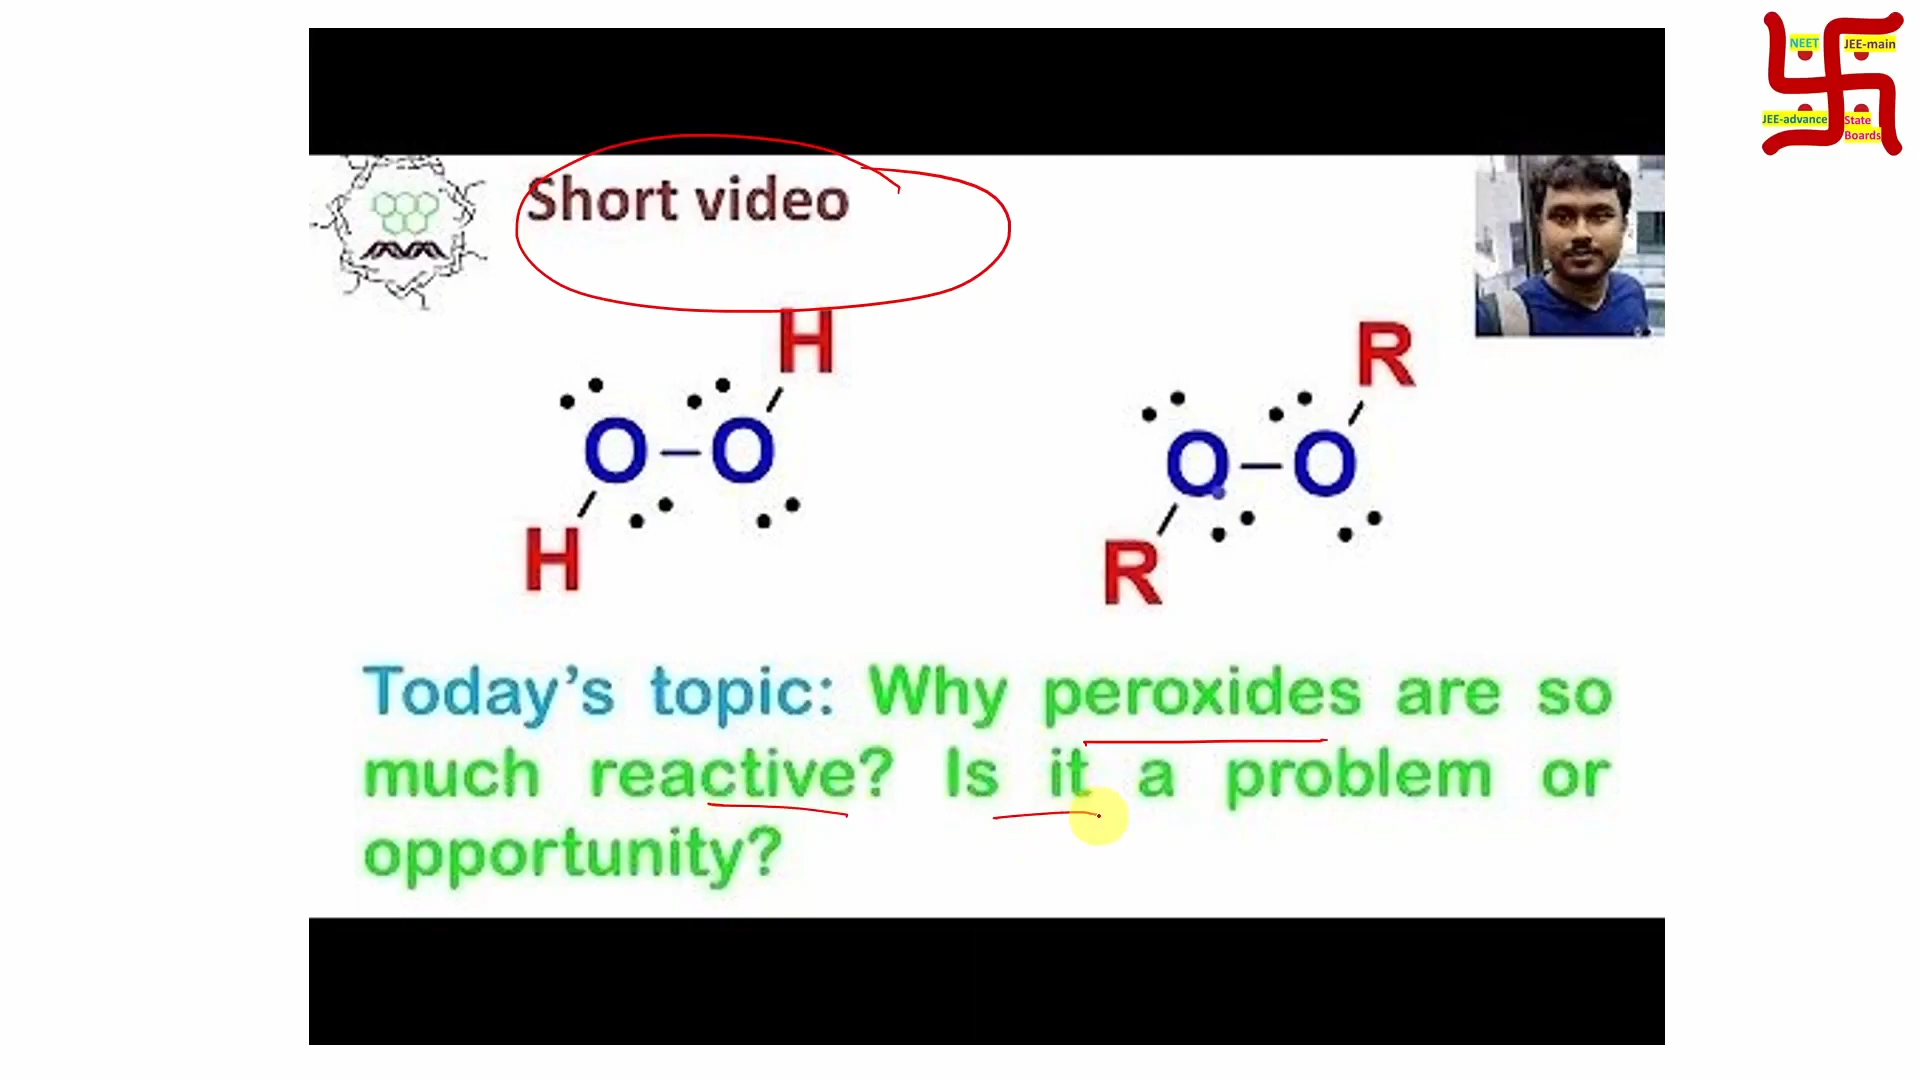 NEET JEE-main
JEE-advance State
Boards
Short video
H
O – O
H
R
O – O
R
Today's topic: Why peroxides are so
much reactive? Is it a problem or
opportunity?